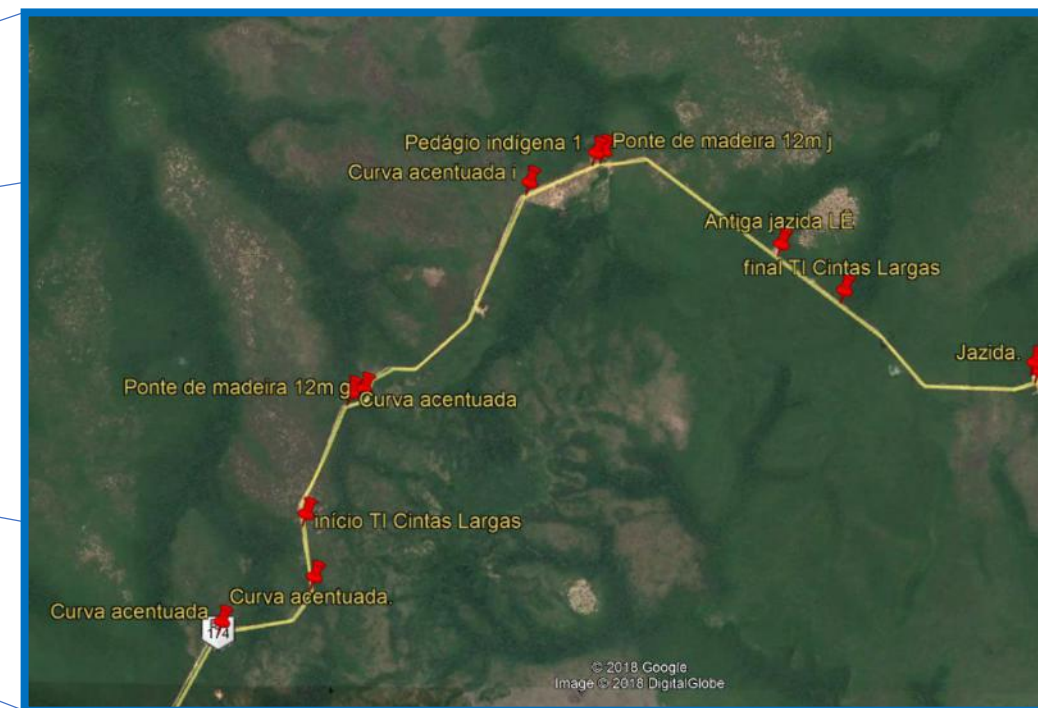 Pedágio indígena 1
Ponte de madeira 12m j
Curva acentuada i
Antiga jazida LE
final TI Cintas Largas
Jazida.
Ponte de madeira 12m g
Curva acentuada
início TI Cintas Largas
Curva acentuada.
Curva acentuada
174
© 2018 Google
Image © 2018 DigitalGlobe